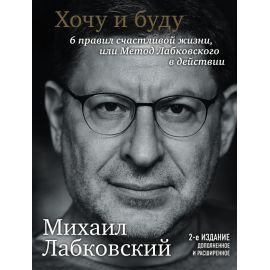 Хочу и буду
6 правил счастливой жизни,
или Метод Лабковского
в действии
Михаил
Лабковский
2-е ИЗДАНИЕ
ДОПОЛНЕННОЕ
И РАСШИРЕННОЕ